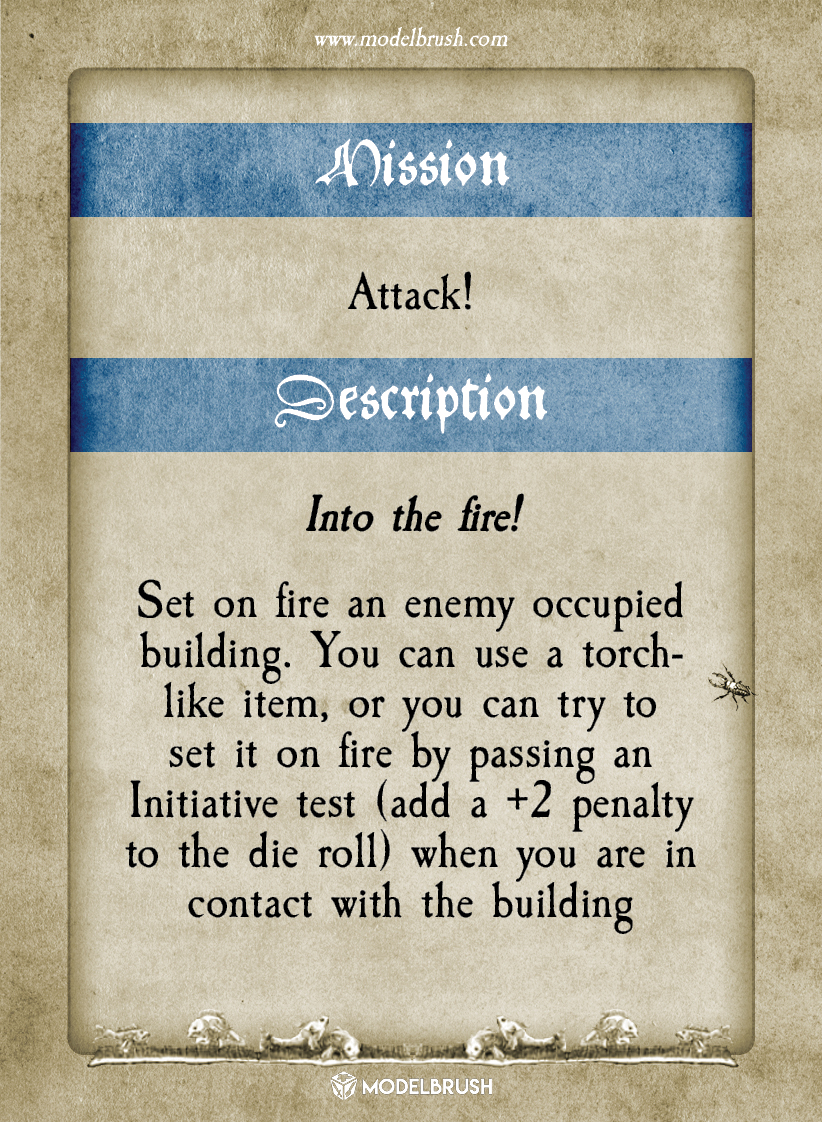 www.modelbrush.com
Mission
Attack!
Description
Into the fire!
Set on fire an enemy occupied
building. You can use a torch-
like item, or you can try to
set it on fire by passing an
Initiative test (add a +2 penalty
to the die roll) when you are in
contact with the building
MODELBRUSH